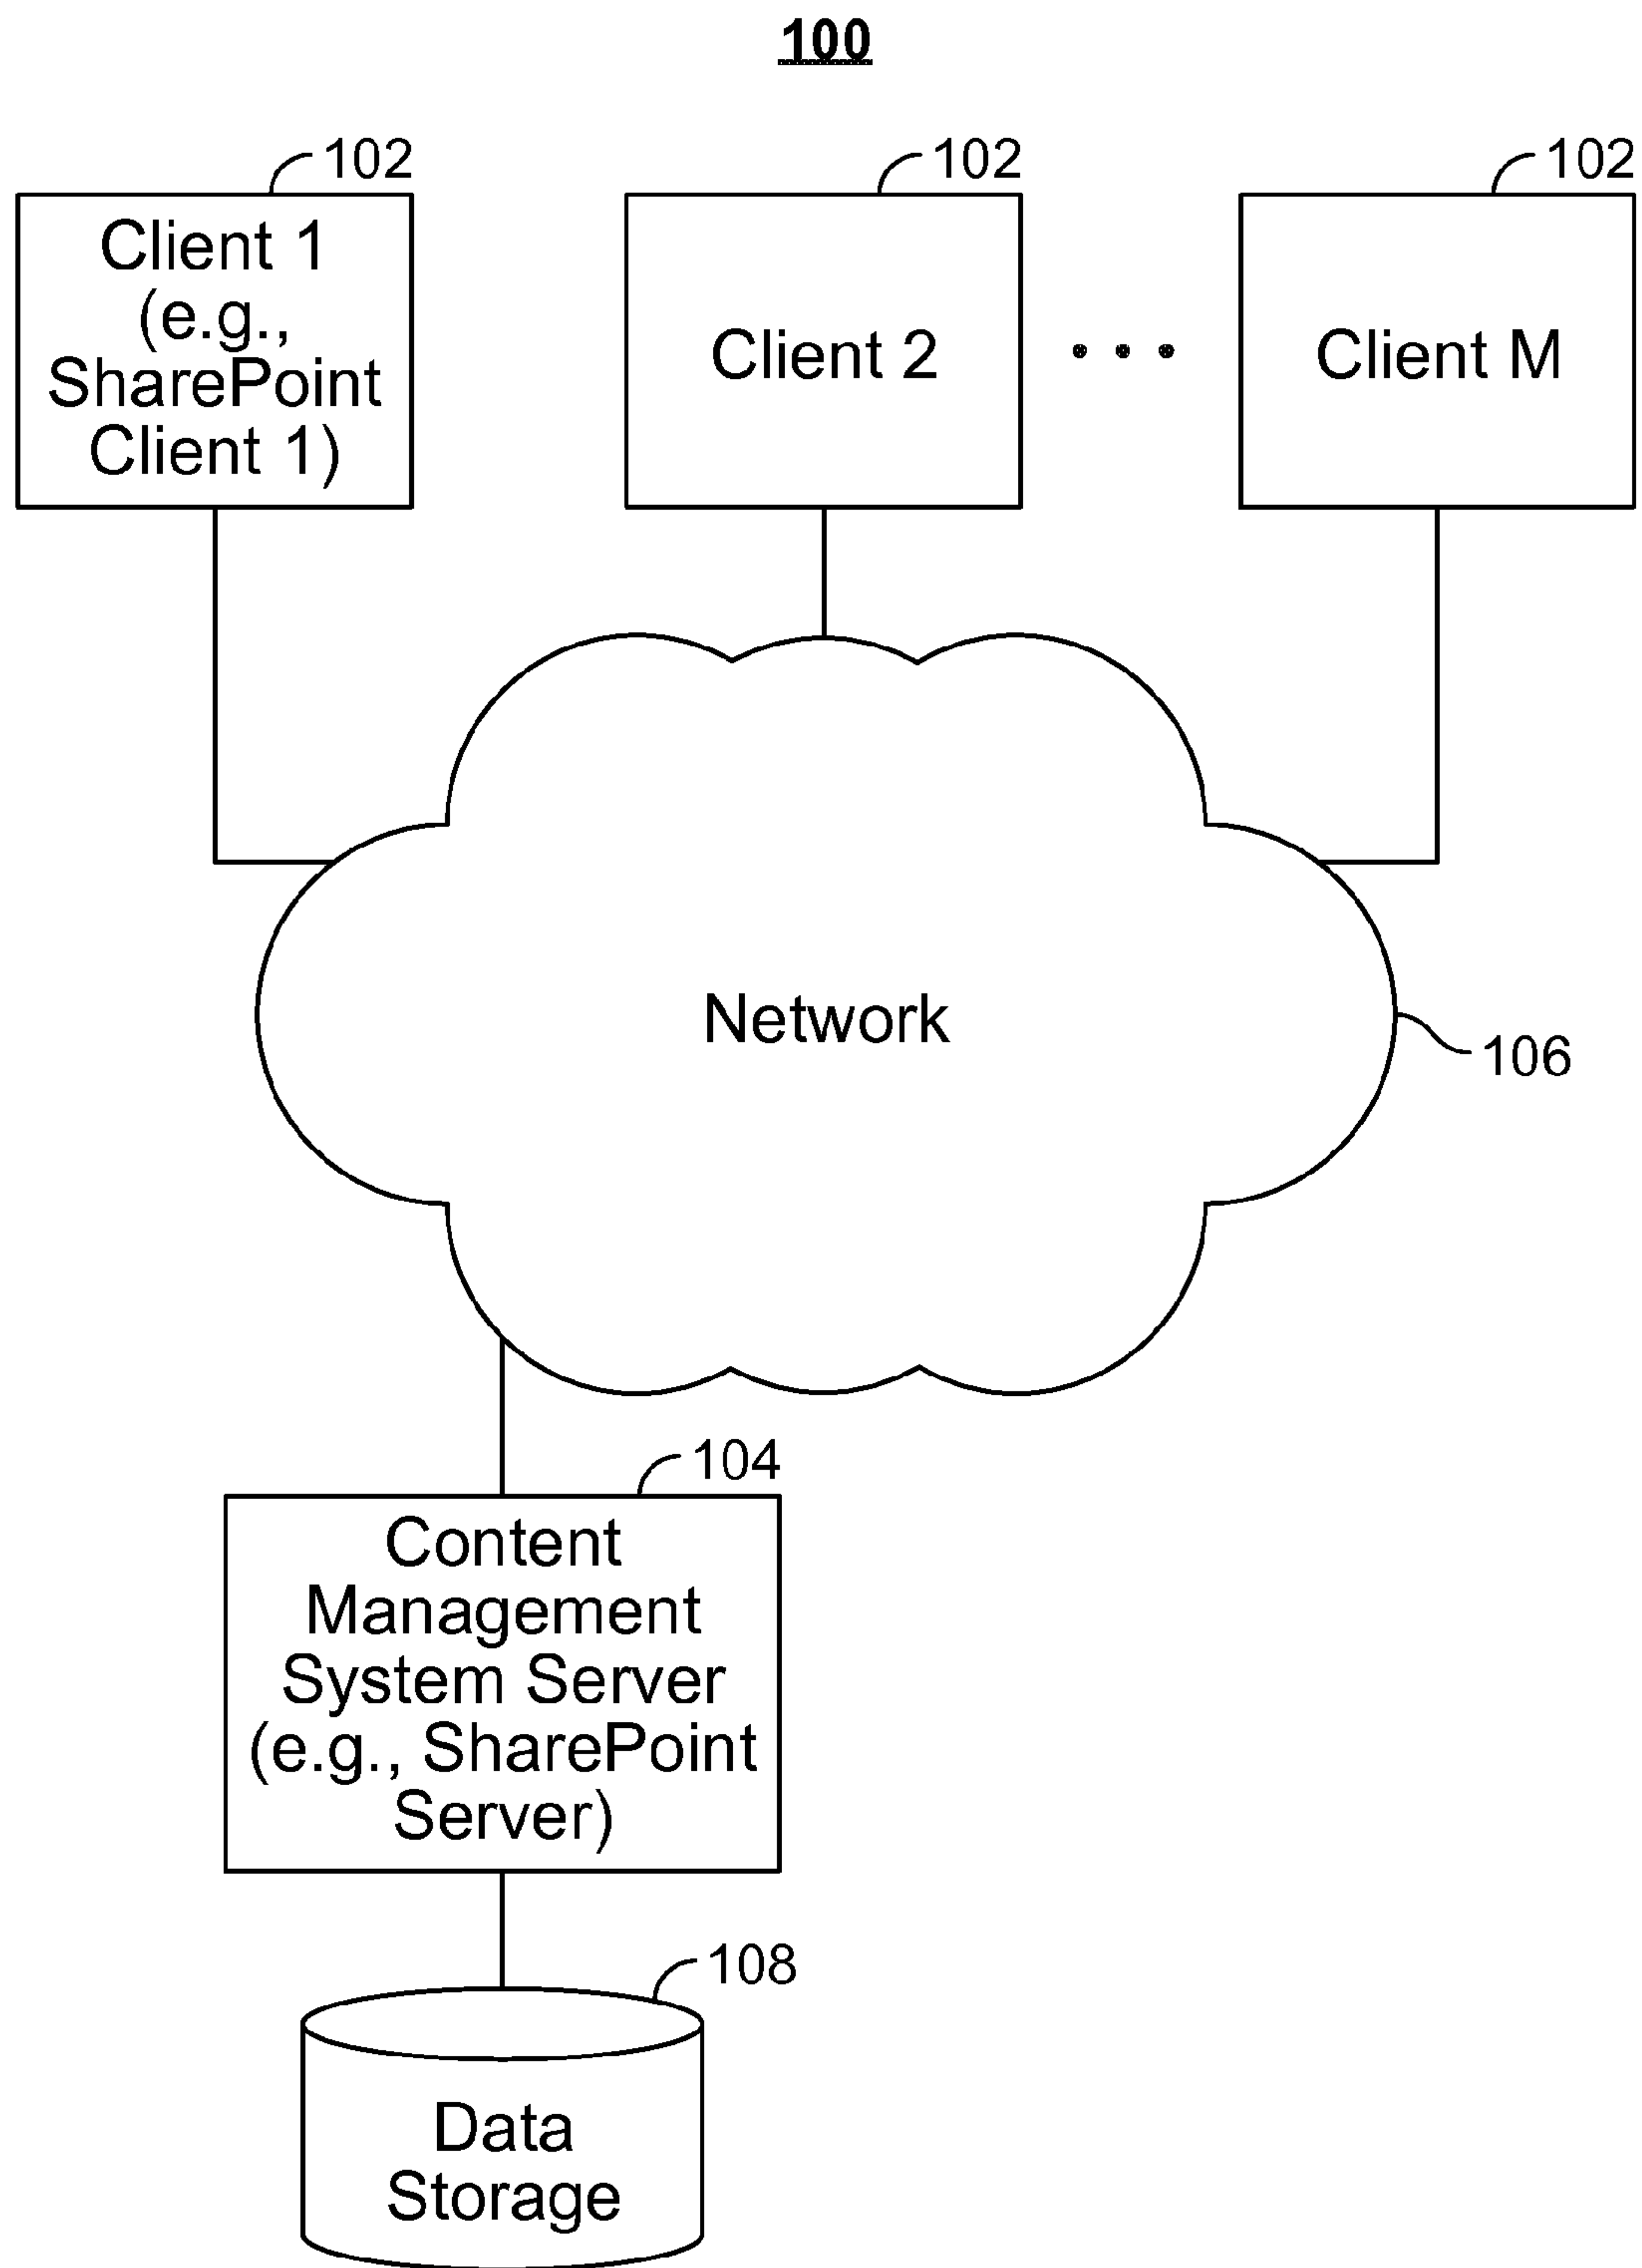 100
102
102
102
Client 1
(e.g.,
SharePoint
Client 1)
Client 2
• • •
Client M
Network
106
104
Content
Management
System Server
(e.g., SharePoint
Server)
108
Data
Storage